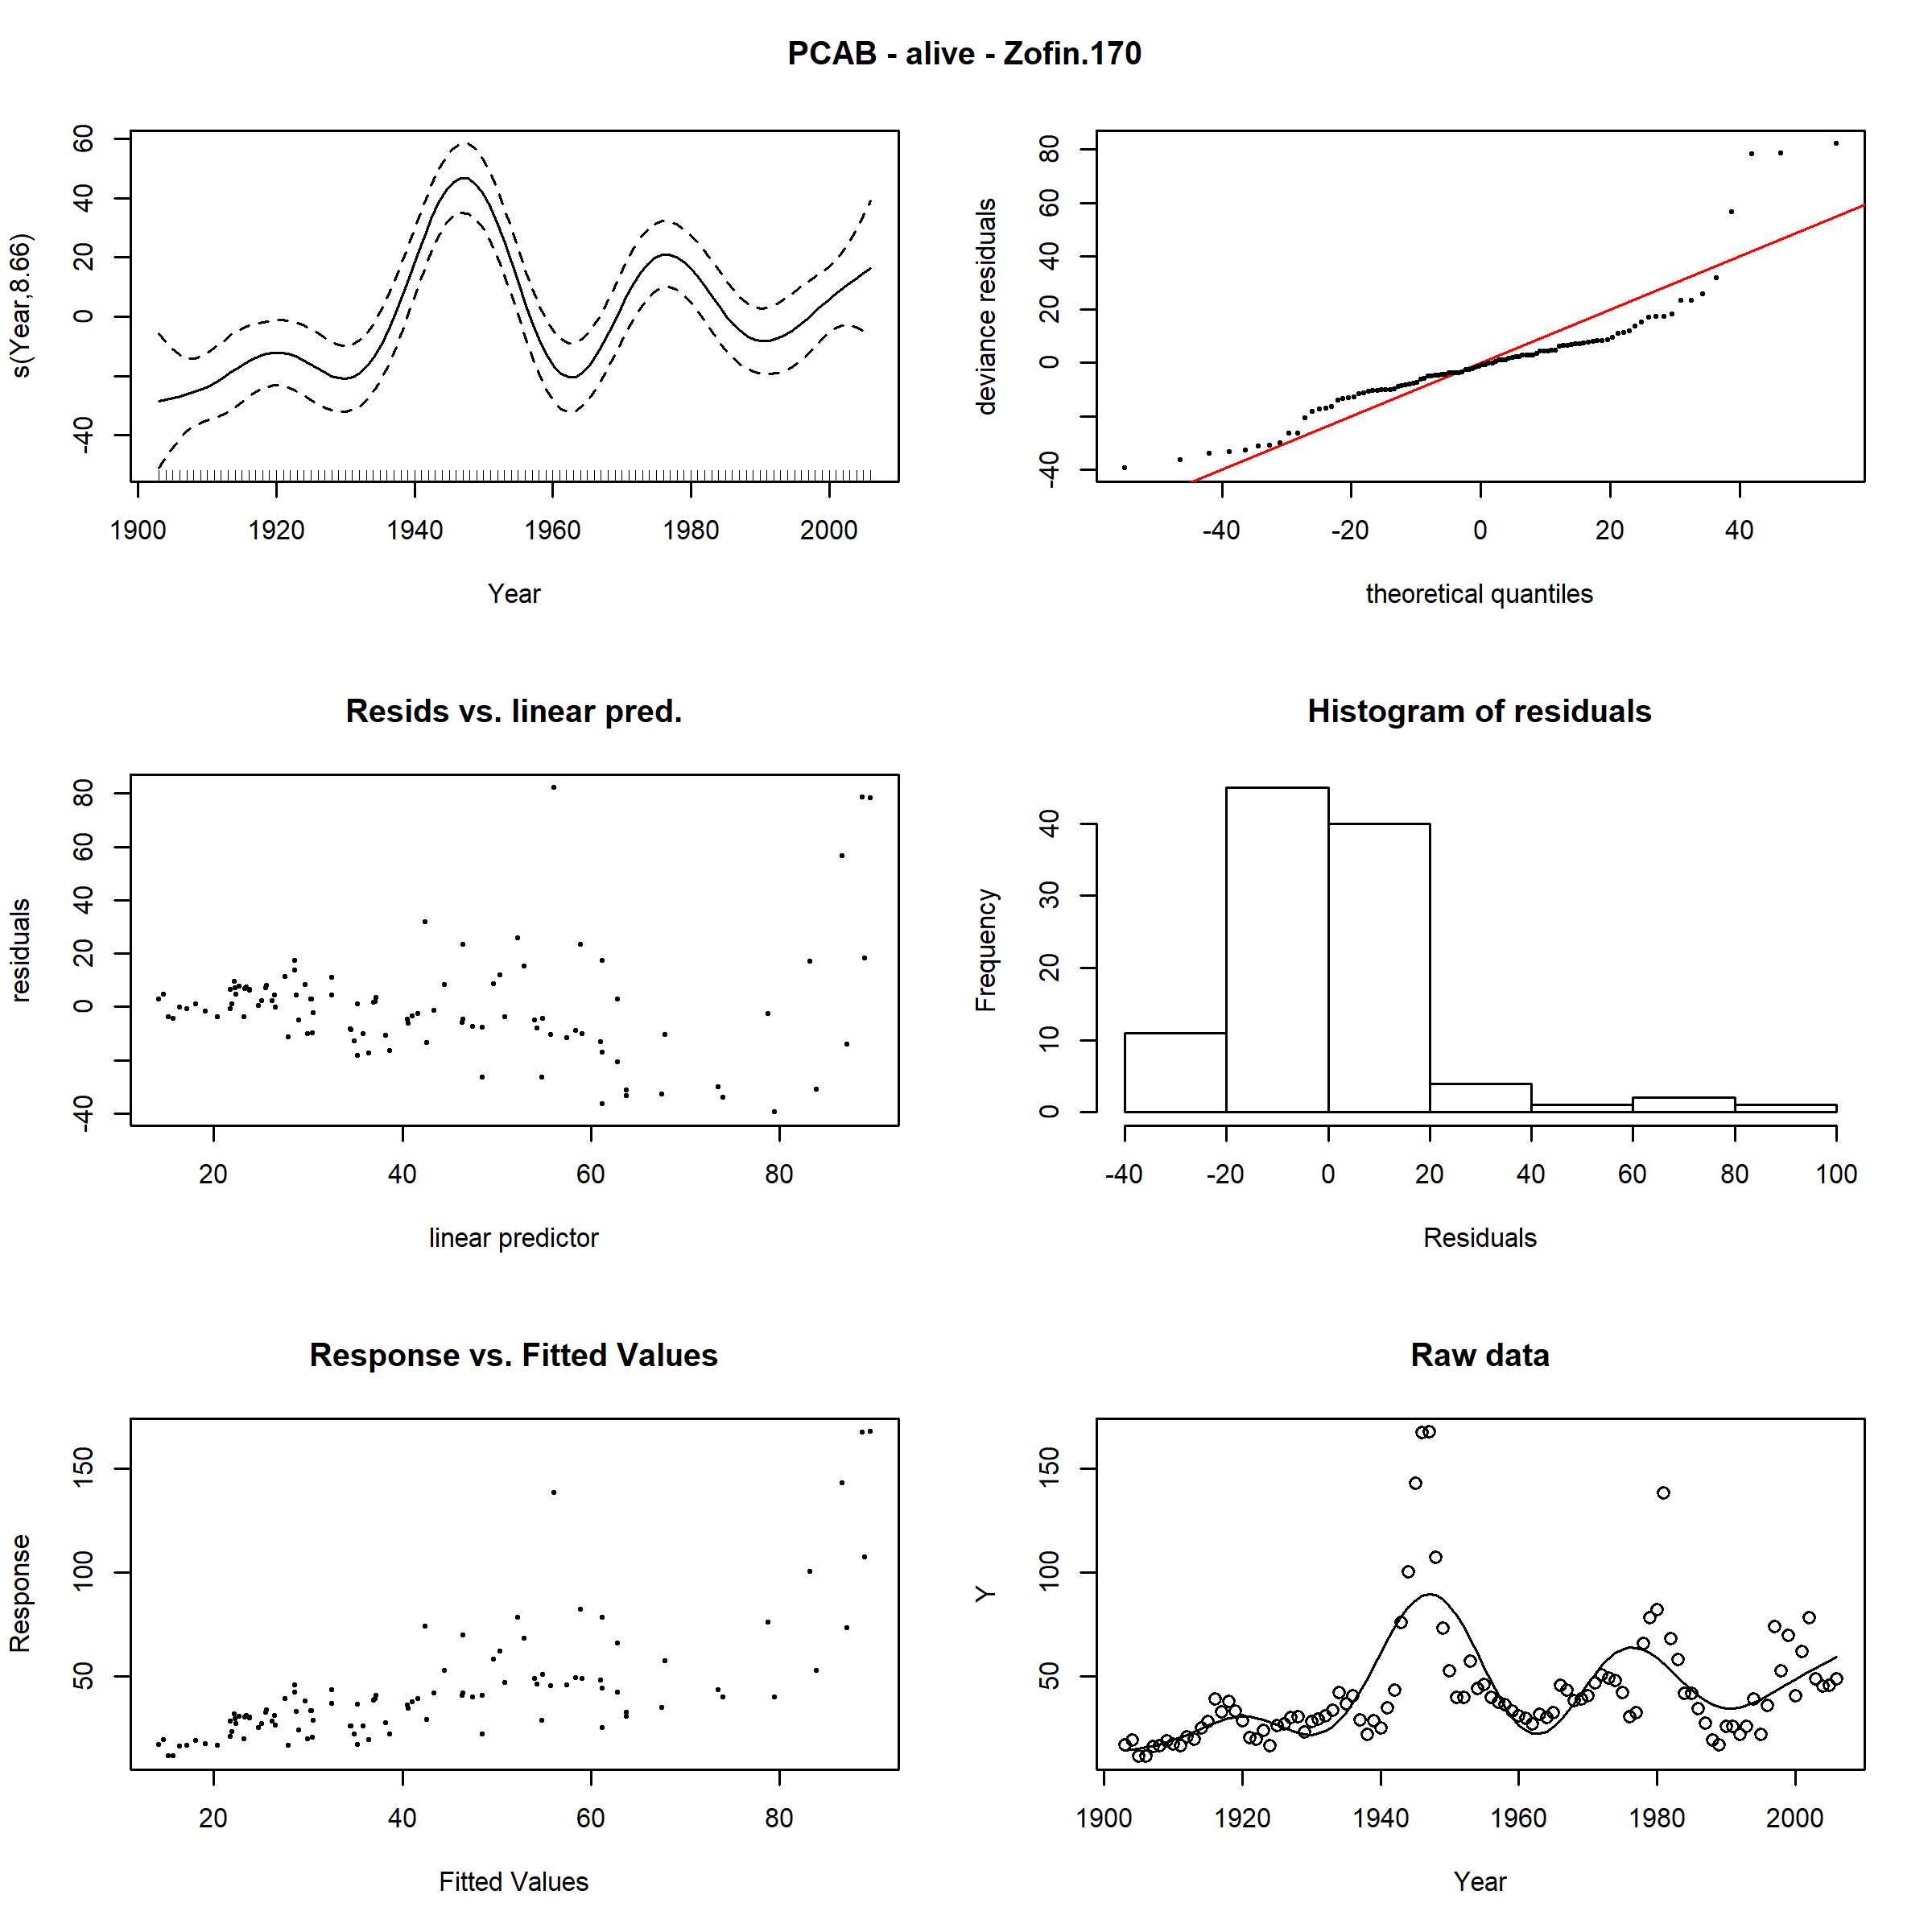 PCAB - alive - Zofin.170
s(Year,8.66)
60
40
20
0
-40
1900 1920 1940 1960 1980 2000
Year
deviance residuals
80
60
40
20
0
-40
-40 -20 0 20 40
theoretical quantiles
Resids vs. linear pred.
residuals
80
60
40
20
0
-40
20 40 60 80
linear predictor
Histogram of residuals
Frequency
40
30
20
10
0
-40 -20 0 20 40 60 80 100
Residuals
Response vs. Fitted Values
Response
150
100
50
20 40 60 80
Fitted Values
Raw data
Y
150
100
50
1900 1920 1940 1960 1980 2000
Year